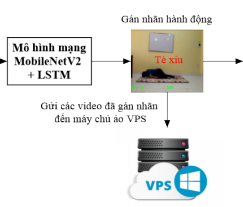 Gán nhãn hành động
Mô hình mạng
MobileNetV2
+ LSTM
Té xỉu
Gửi các video đã gán nhãn
đến máy chủ áo VPS
VPS